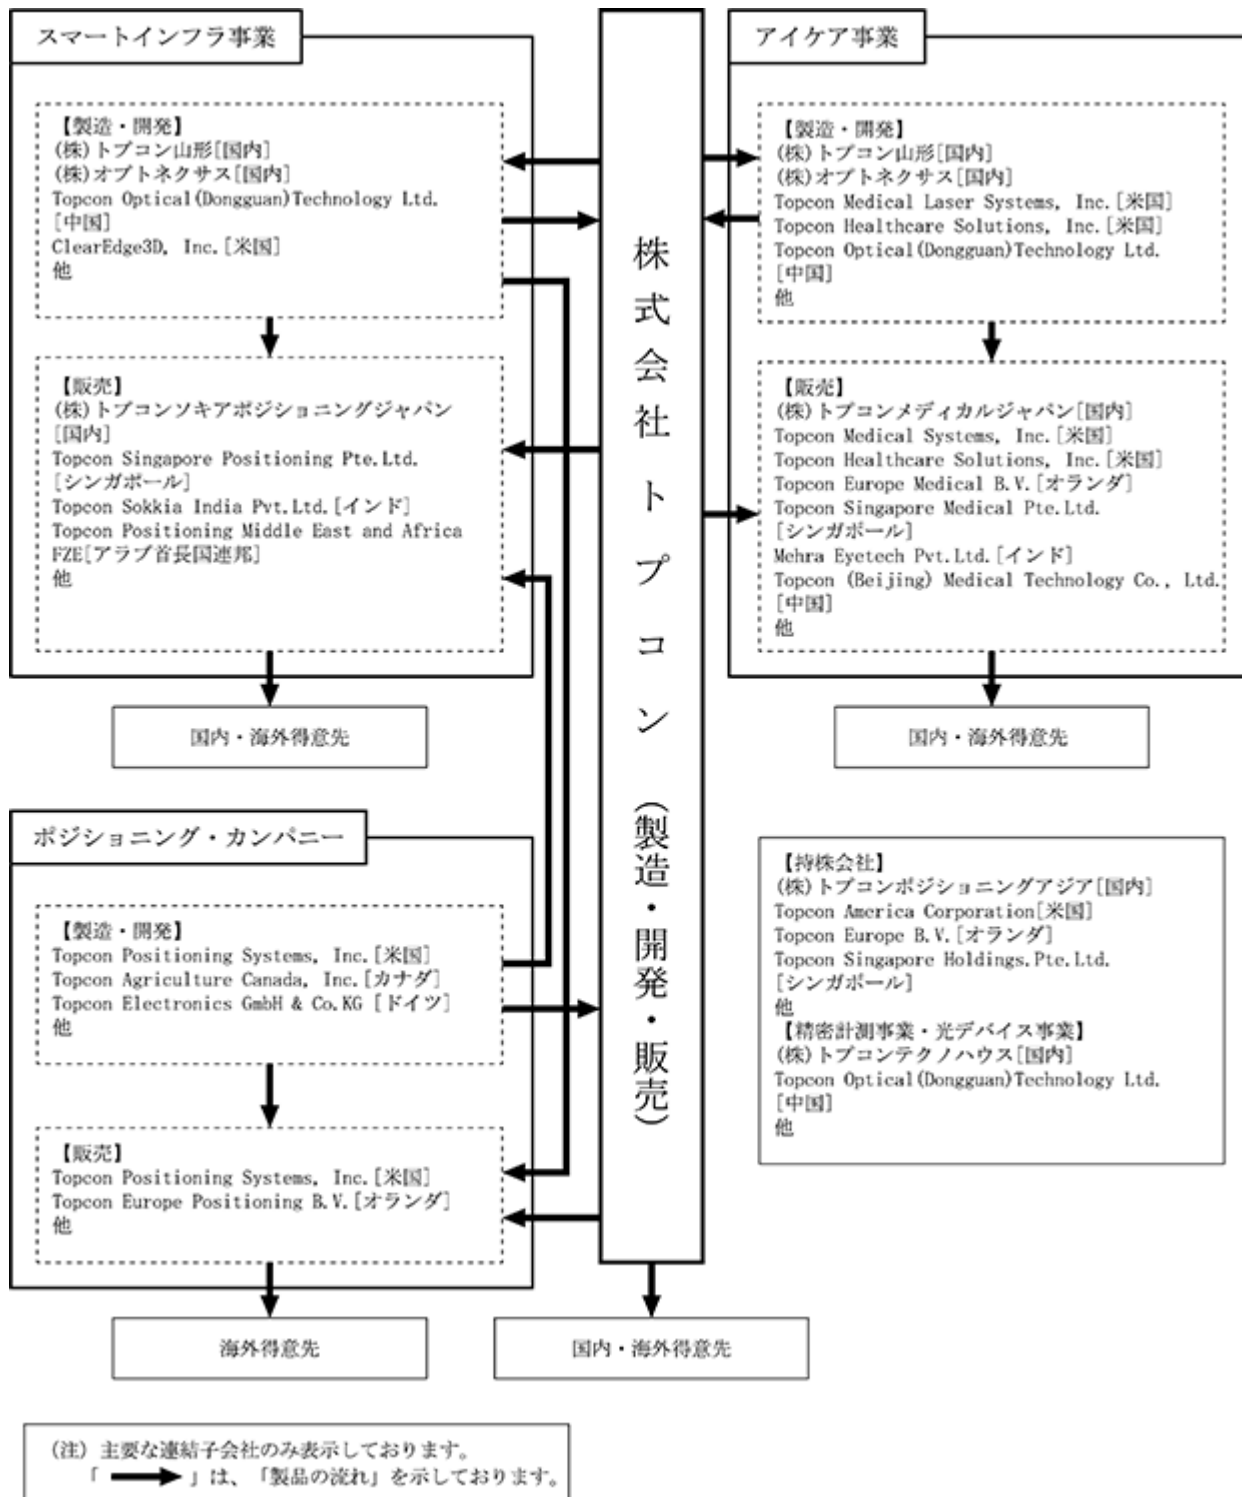 スマートインフラ事業
【製造・開発】
(株)トプコン山形[国内]
(株)オプトネクサス[国内]
Topcon Optical(Dongguan)Technology Ltd.
[中国]
ClearEdge3D, Inc.[米国]
他
【販売】
(株)トプコンソキアポジショニングジャパン
[国内]
Topcon Singapore Positioning Pte.Ltd.
[シンガポール]
Topcon Sokkia India Pvt.Ltd.[インド]
Topcon Positioning Middle East and Africa
FZE[アラブ首長国連邦]
他
国内・海外得意先
ポジショニング・カンパニー
【製造・開発】
Topcon Positioning Systems, Inc.[米国]
Topcon Agriculture Canada, Inc.[カナダ]
Topcon Electronics GmbH & Co.KG [ドイツ]
他
【販売】
Topcon Positioning Systems, Inc.[米国]
Topcon Europe Positioning B.V.[オランダ]
他
海外得意先
株式会社トプコン(製造・開発・販売)
国内・海外得意先
アイケア事業
【製造・開発】
(株)トプコン山形[国内]
(株)オプトネクサス[国内]
Topcon Medical Laser Systems, Inc.[米国]
Topcon Healthcare Solutions, Inc.[米国]
Topcon Optical(Dongguan)Technology Ltd.
[中国]
他
【販売】
(株)トプコンメディカルジャパン[国内]
Topcon Medical Systems, Inc.[米国]
Topcon Healthcare Solutions, Inc.[米国]
Topcon Europe Medical B.V.[オランダ]
Topcon Singapore Medical Pte.Ltd.
[シンガポール]
Mehra Eyetech Pvt.Ltd.[インド]
Topcon (Beijing) Medical Technology Co., Ltd.
[中国]
他
国内・海外得意先
【持株会社】
(株)トプコンポジショニングアジア[国内]
Topcon America Corporation[米国]
Topcon Europe B.V.[オランダ]
Topcon Singapore Holdings.Pte.Ltd.
[シンガポール]
他
【精密計測事業・光デバイス事業】
(株)トプコンテクノハウス[国内]
Topcon Optical(Dongguan)Technology Ltd.
[中国]
他
(注) 主要な連結子会社のみ表示しております。
「 ➡ 」は、「製品の流れ」を示しております。